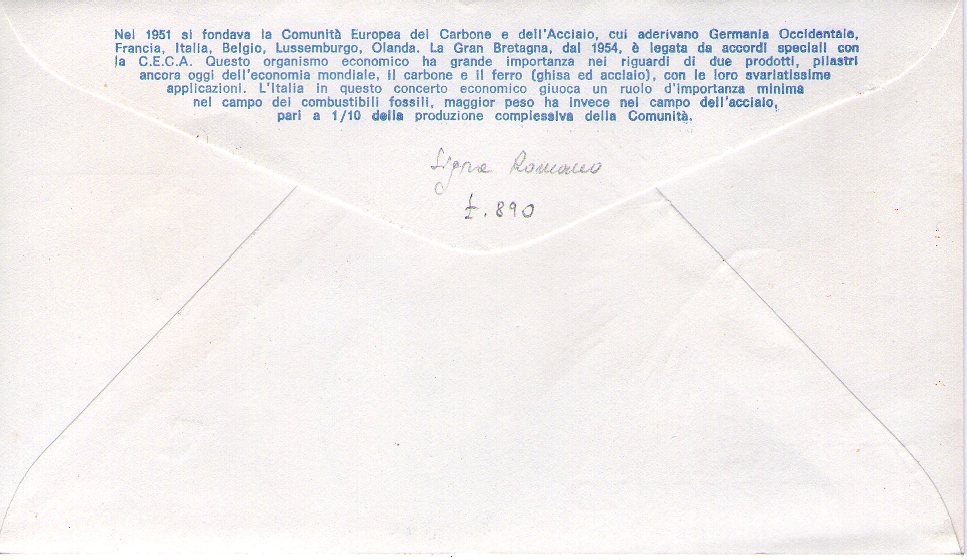 Nel 1951 si fondava la Comunità Europea del Carbone e dell'Acciaio, cui aderivano Germania Occidentale,
Francia, Italia, Belgio, Lussemburgo, Olanda. La Gran Bretagna, dal 1954, è legata da accordi speciali con
la C.E.C.A. Questo organismo economico ha grande importanza nei riguardi di due prodotti, pilastri
ancora oggi dell'economia mondiale, il carbone e il ferro (ghisa ed acciaio), con le loro svariatissime
applicazioni. L'Italia in questo concerto economico giuoca un ruolo d'importanza minima
nel campo dei combustibili fossili, maggior peso ha invece nel campo dell'acciaio,
pari a 1/10 della produzione complessiva della Comunità.
Romano
£.890